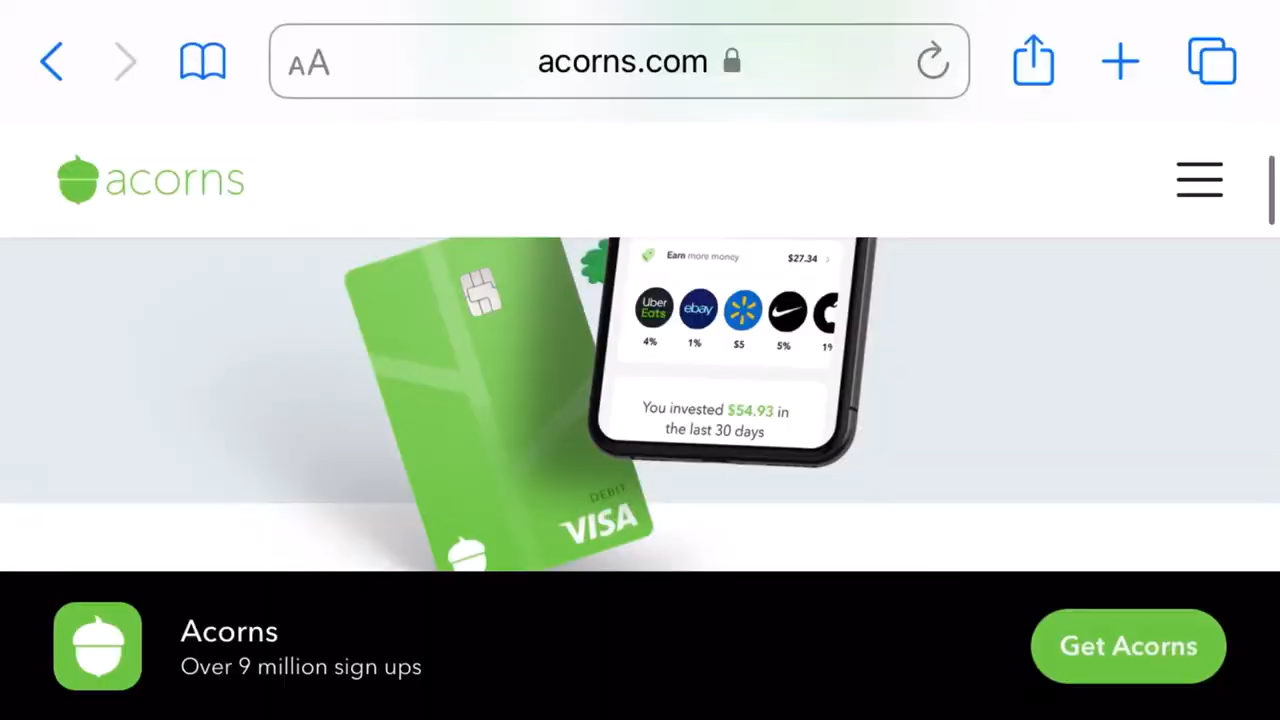 AA acorns.com
acorns
Earn more money $27.34
Uber Eats ebay
4% 1% $5 5% 1%
You invested $54.93 in
the last 30 days
DEBIT
VISA
Acorns
Over 9 million sign ups
Get Acorns